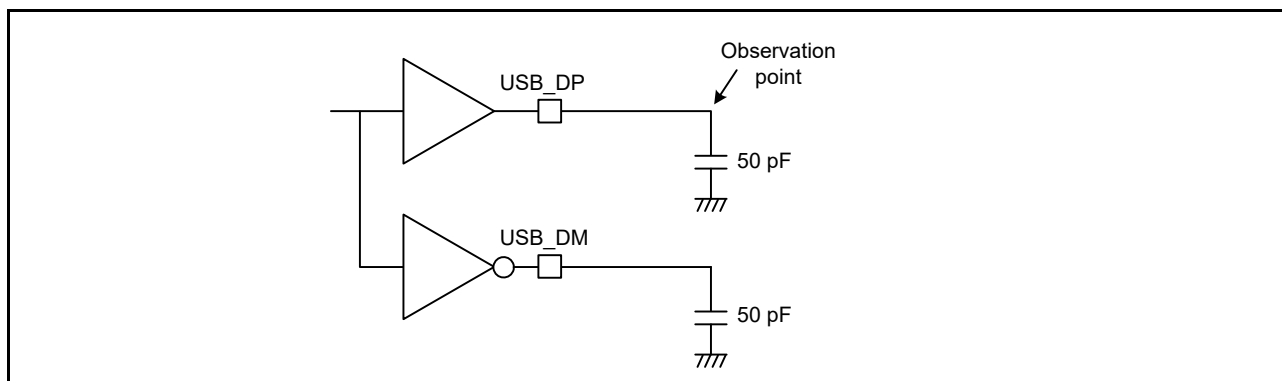 Observation
point
USB_DP
50 pF
USB_DM
50 pF